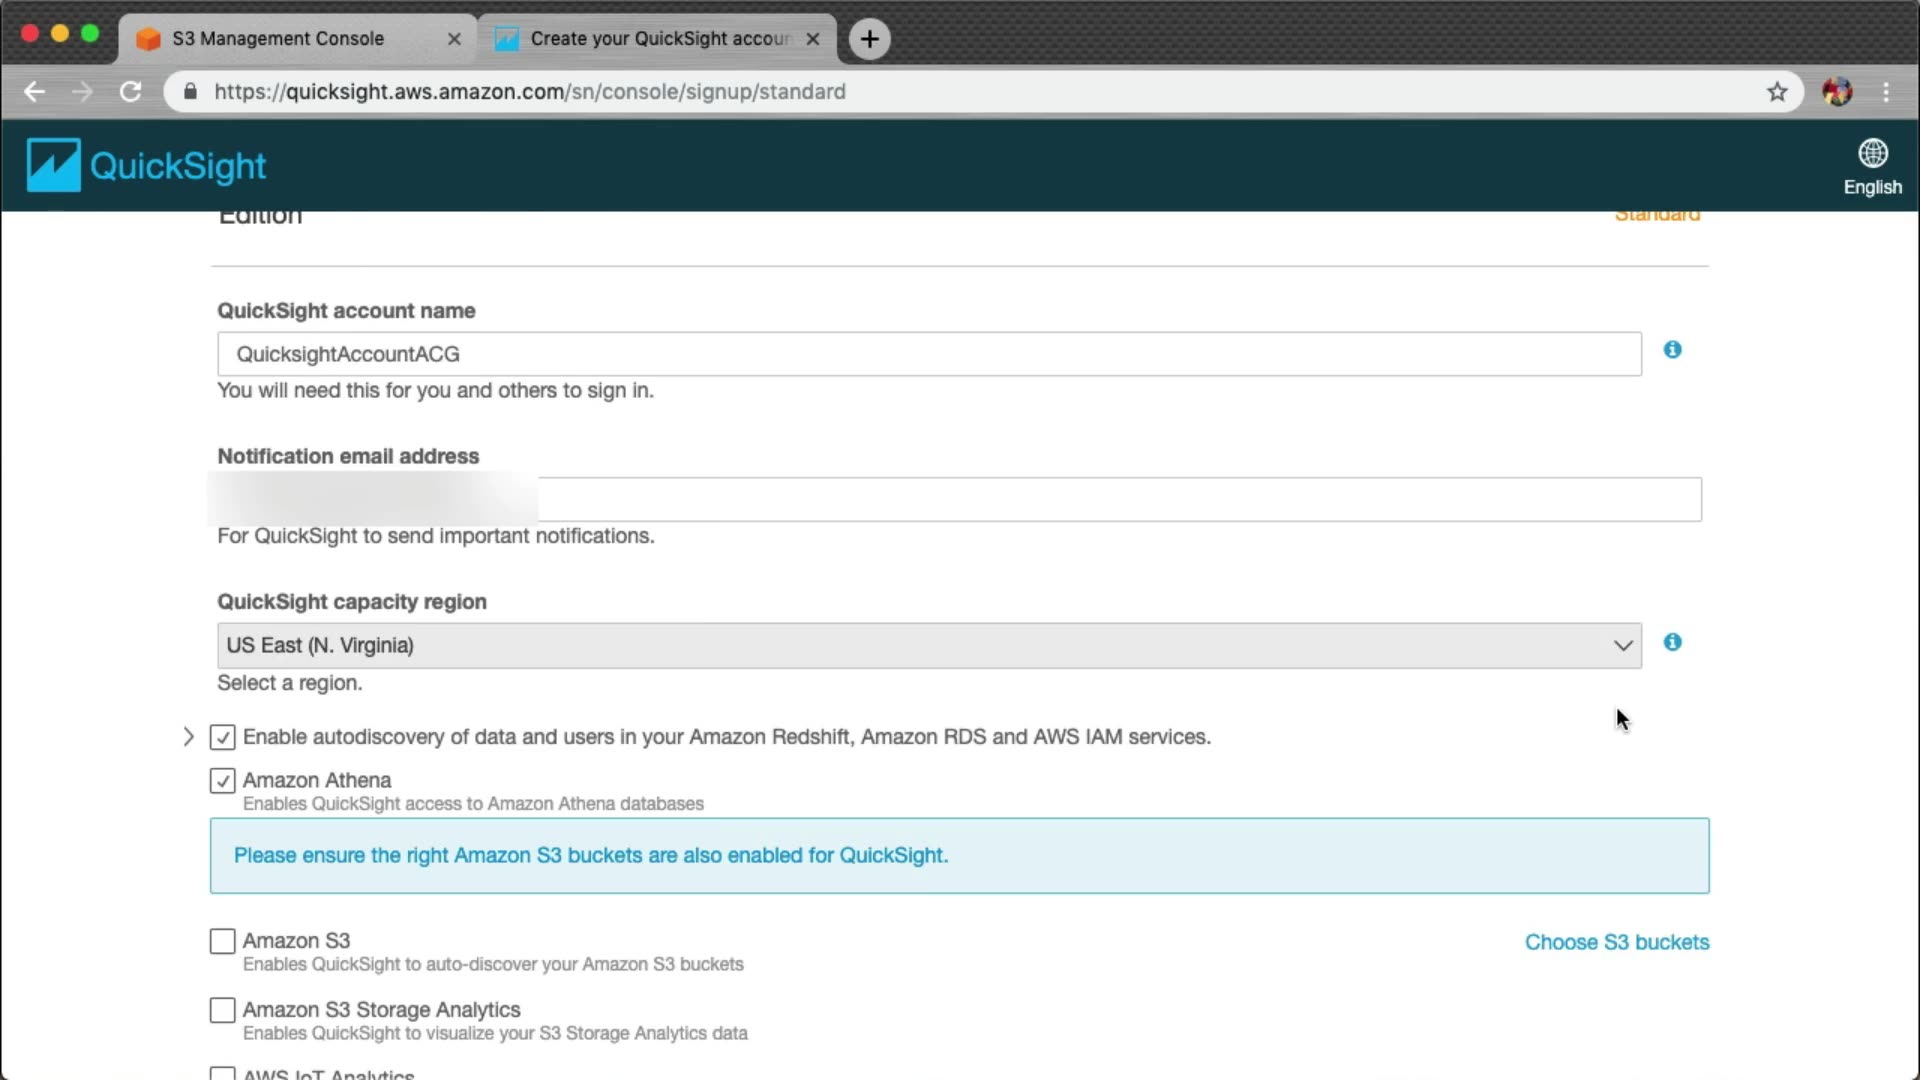 S3 Management Console
Create your QuickSight accoun
https://quicksight.aws.amazon.com/sn/console/signup/standard
QuickSight
English
Edition
Standard
QuickSight account name
QuicksightAccountACG
You will need this for you and others to sign in.
Notification email address
For QuickSight to send important notifications.
QuickSight capacity region
US East (N. Virginia)
Select a region.
Enable autodiscovery of data and users in your Amazon Redshift, Amazon RDS and AWS IAM services.
Amazon Athena
Enables QuickSight access to Amazon Athena databases
Please ensure the right Amazon S3 buckets are also enabled for QuickSight.
Amazon S3
Choose S3 buckets
Enables QuickSight to auto-discover your Amazon S3 buckets
Amazon S3 Storage Analytics
Enables QuickSight to visualize your S3 Storage Analytics data
AWS IoT Analytics